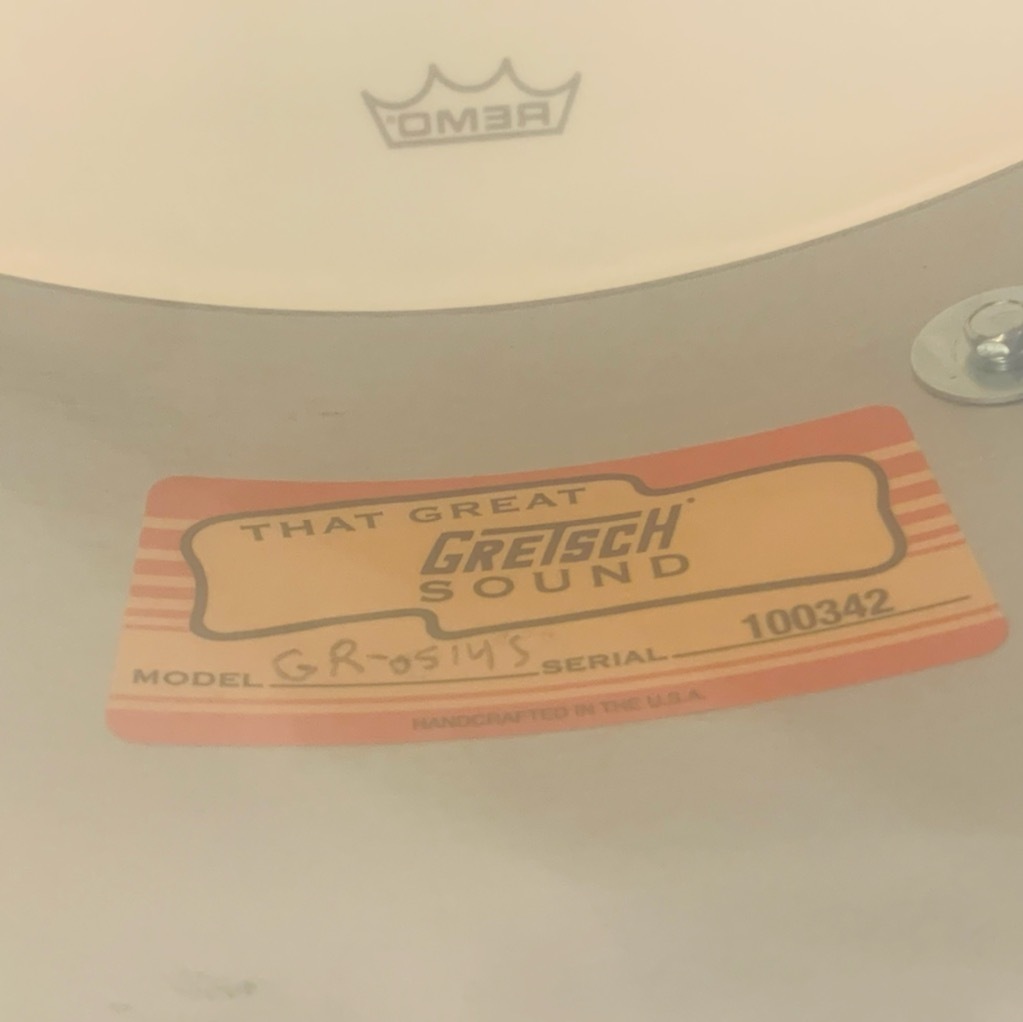 REMO
THAT GREAT
GRETSCH
SOUND
MODEL GR-0514S SERIAL 100342
HANDCRAFTED IN THE U.S.A.